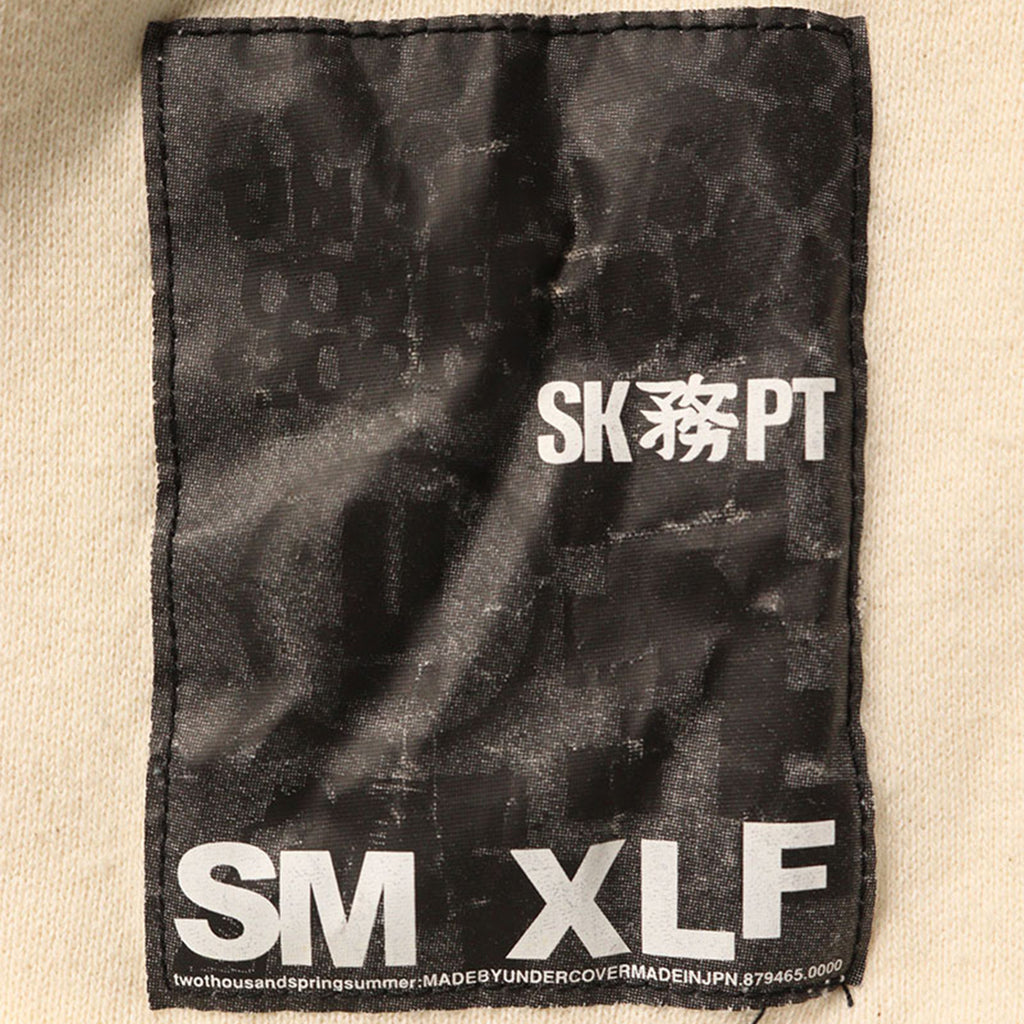 SK務PT
SM XLF
twothousandspringsummer:MADEBYUNDERCOVERMADEINJPN.879465.0000